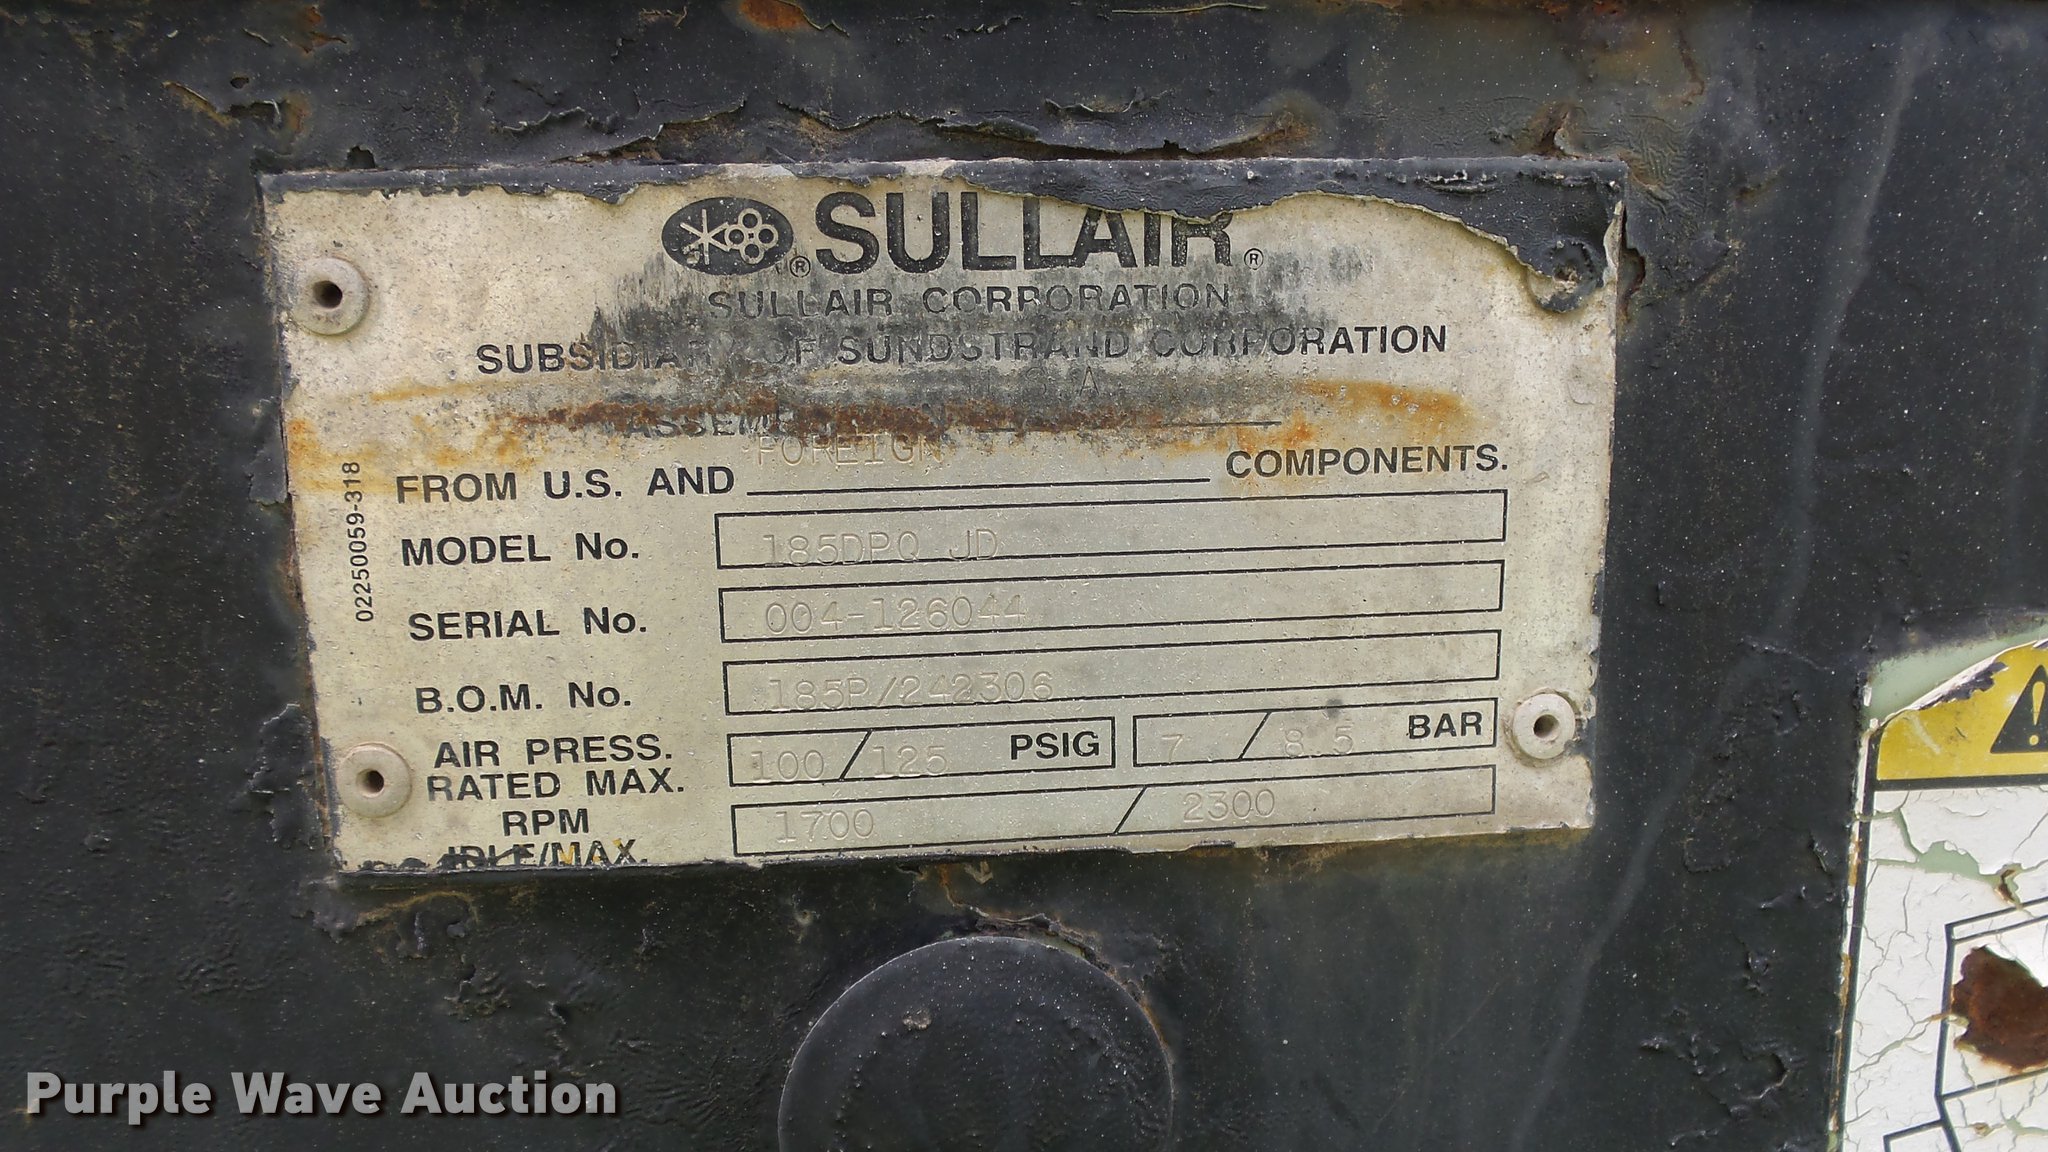 SULLAIR®
SULLAIR CORPORATION
SUBSIDIARY OF SUNDSTRAND CORPORATION
FOREIGN
FROM U.S. AND COMPONENTS.
02250059-318
MODEL No. 185DPQ JD
SERIAL No. 004-126044
B.O.M. No. 185P/242306
AIR PRESS. 100/125 PSIG 7/8.5 BAR
RATED MAX.
RPM 1700/2300
IDLE/MAX.
Purple Wave Auction